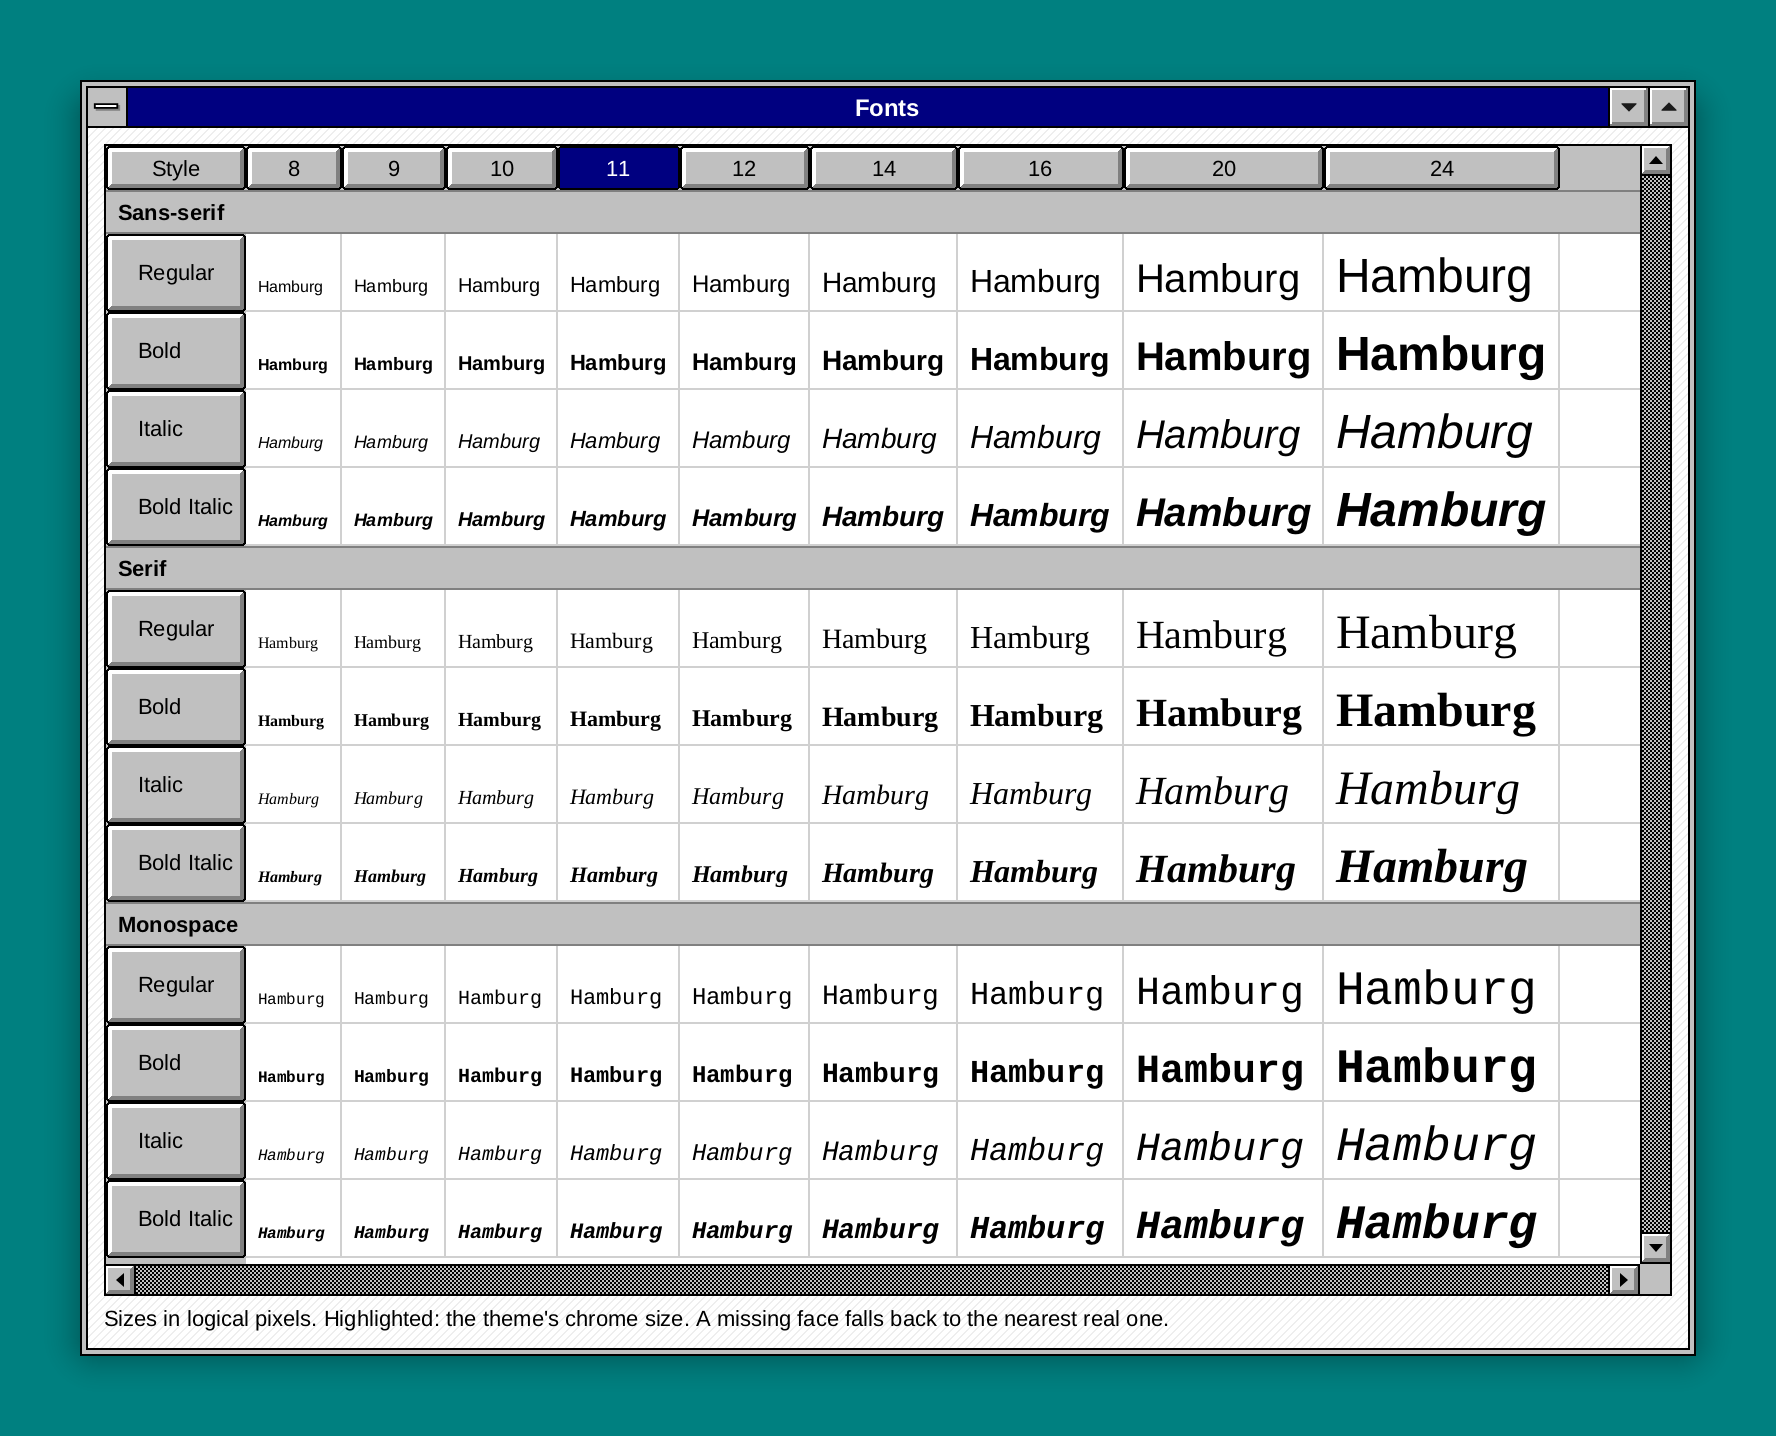 Fonts
Style 8 9 10 11 12 14 16 20 24
Sans-serif
Regular Hamburg Hamburg Hamburg Hamburg Hamburg Hamburg Hamburg Hamburg Hamburg
Bold Hamburg Hamburg Hamburg Hamburg Hamburg Hamburg Hamburg Hamburg Hamburg
Italic Hamburg Hamburg Hamburg Hamburg Hamburg Hamburg Hamburg Hamburg Hamburg
Bold Italic Hamburg Hamburg Hamburg Hamburg Hamburg Hamburg Hamburg Hamburg Hamburg
Serif
Regular Hamburg Hamburg Hamburg Hamburg Hamburg Hamburg Hamburg Hamburg Hamburg
Bold Hamburg Hamburg Hamburg Hamburg Hamburg Hamburg Hamburg Hamburg Hamburg
Italic Hamburg Hamburg Hamburg Hamburg Hamburg Hamburg Hamburg Hamburg Hamburg
Bold Italic Hamburg Hamburg Hamburg Hamburg Hamburg Hamburg Hamburg Hamburg Hamburg
Monospace
Regular Hamburg Hamburg Hamburg Hamburg Hamburg Hamburg Hamburg Hamburg Hamburg
Bold Hamburg Hamburg Hamburg Hamburg Hamburg Hamburg Hamburg Hamburg Hamburg
Italic Hamburg Hamburg Hamburg Hamburg Hamburg Hamburg Hamburg Hamburg Hamburg
Bold Italic Hamburg Hamburg Hamburg Hamburg Hamburg Hamburg Hamburg Hamburg Hamburg
Sizes in logical pixels. Highlighted: the theme's chrome size. A missing face falls back to the nearest real one.